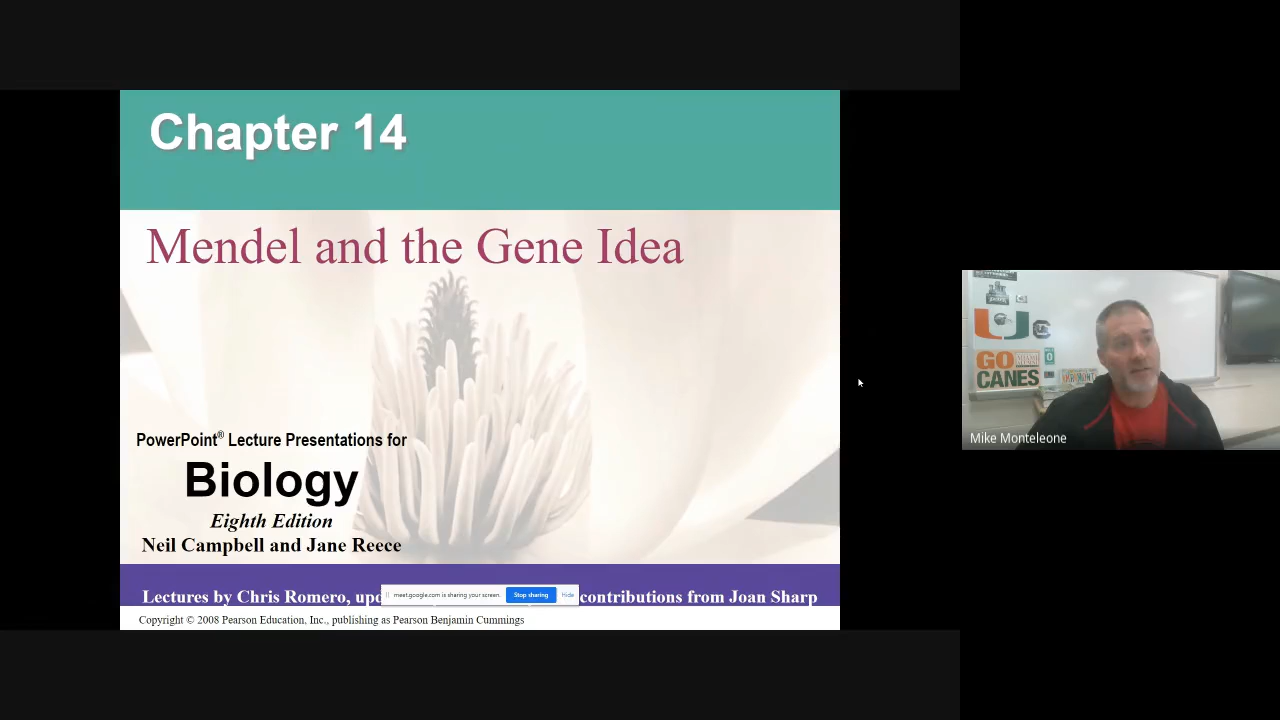 Chapter 14
Mendel and the Gene Idea
PowerPoint® Lecture Presentations for
Biology
Eighth Edition
Neil Campbell and Jane Reece
Lectures by Chris Romero, contributions from Joan Sharp
meet.google.com is sharing your screen. Stop sharing Hide
Copyright © 2008 Pearson Education, Inc., publishing as Pearson Benjamin Cummings
U
C
GO
CANES
Mike Monteleone